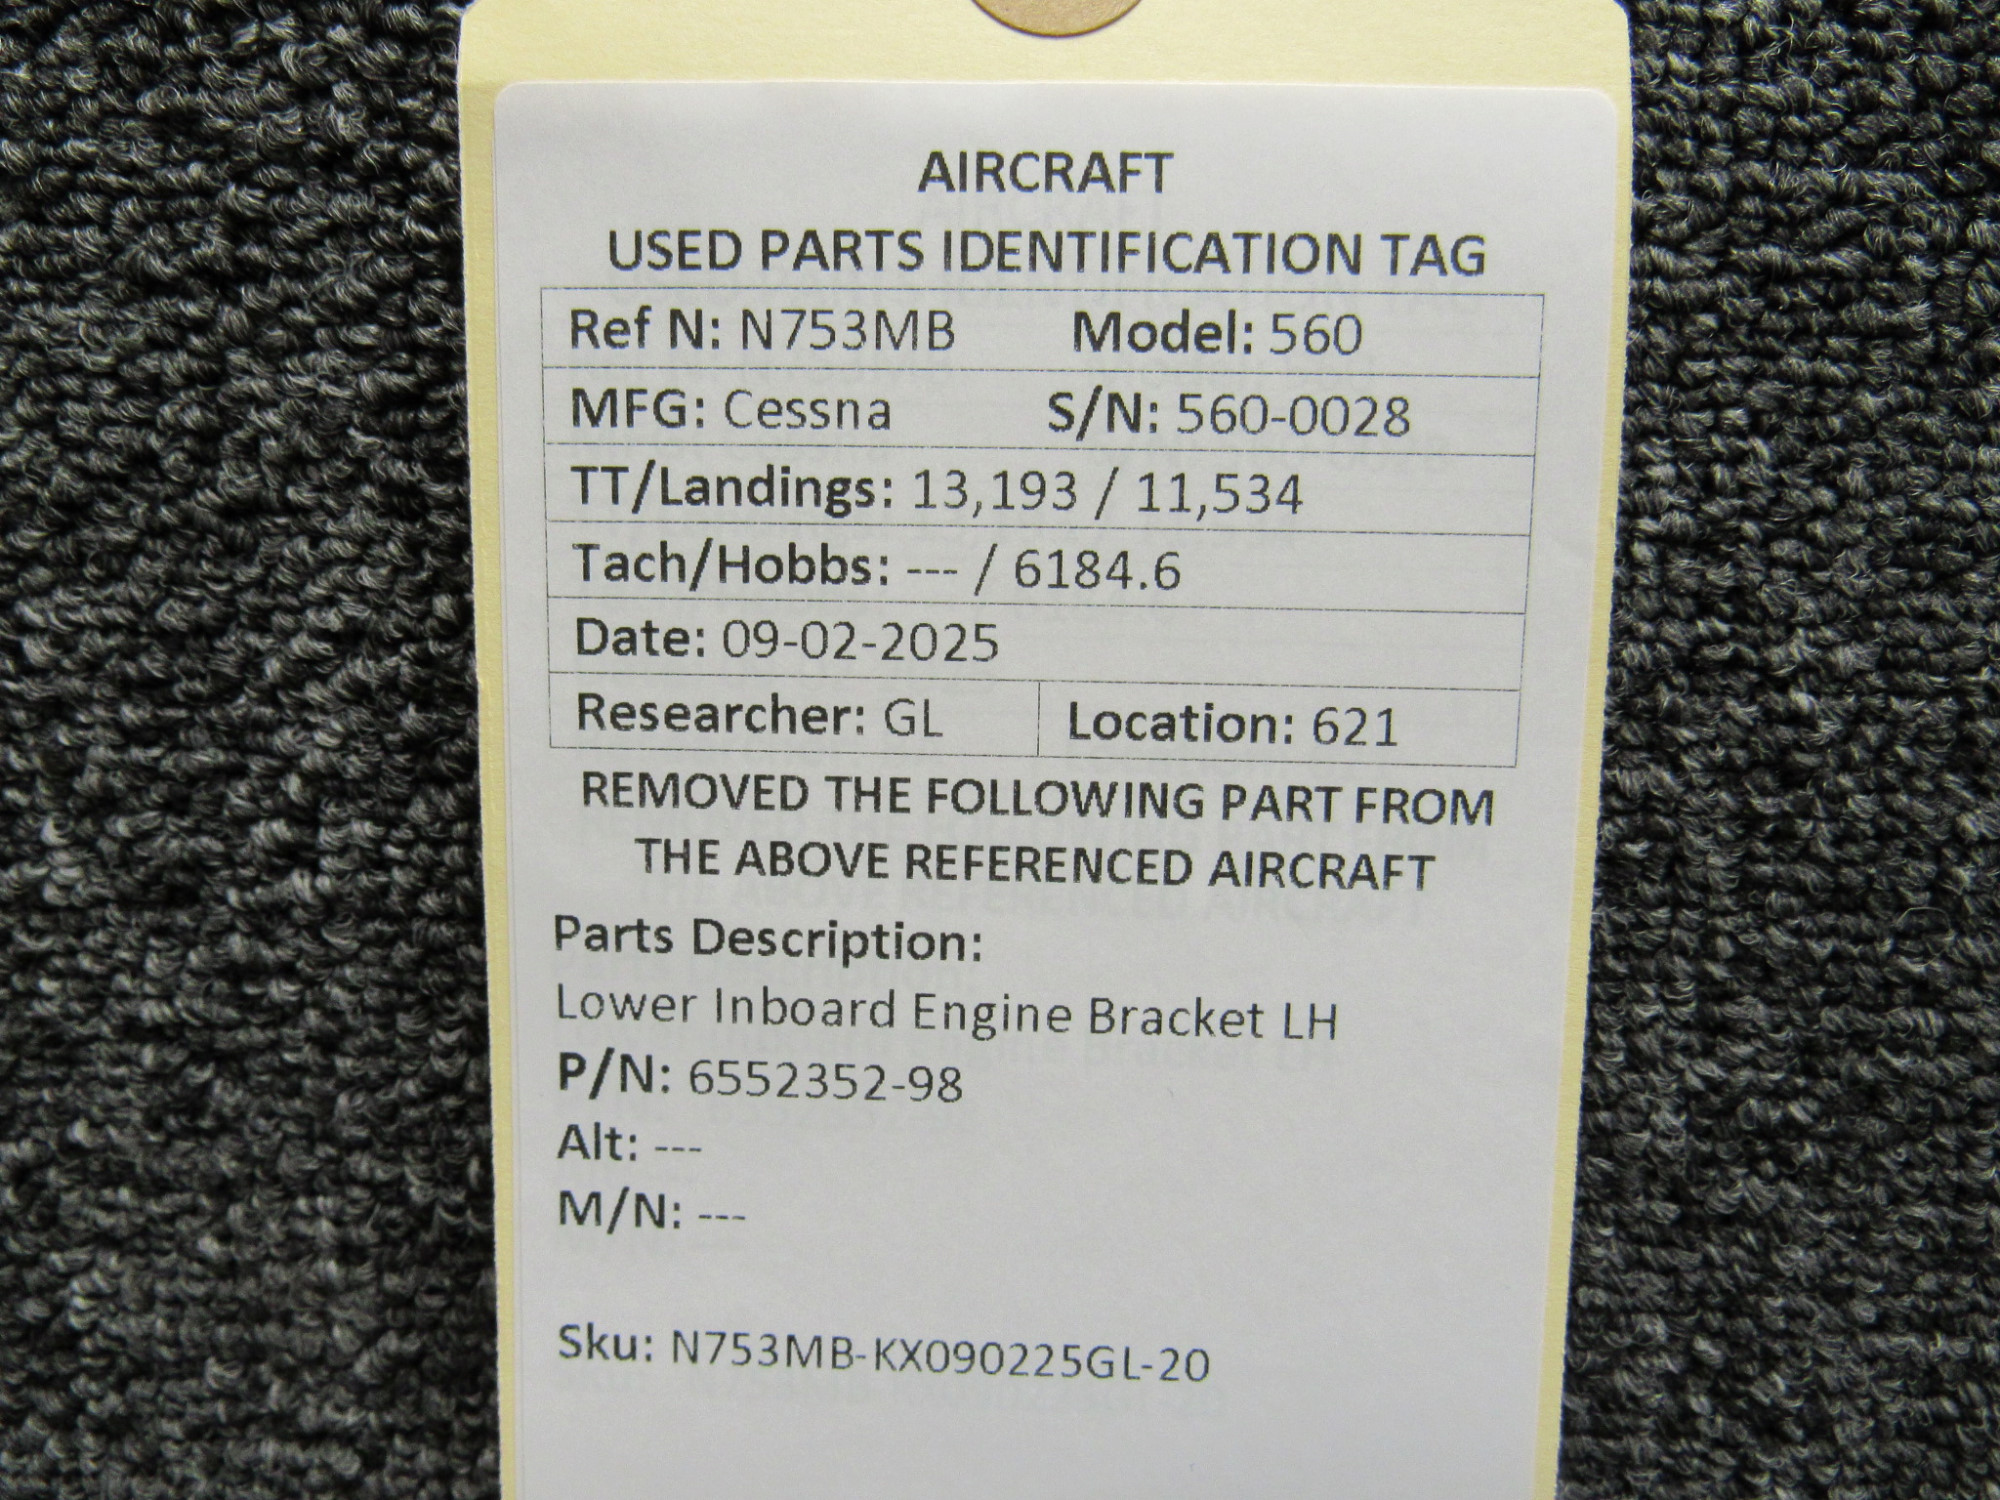 AIRCRAFT
USED PARTS IDENTIFICATION TAG
Ref N: N753MB Model: 560
MFG: Cessna S/N: 560-0028
TT/Landings: 13,193 / 11,534
Tach/Hobbs: --- / 6184.6
Date: 09-02-2025
Researcher: GL Location: 621
REMOVED THE FOLLOWING PART FROM
THE ABOVE REFERENCED AIRCRAFT
Parts Description:
Lower Inboard Engine Bracket LH
P/N: 6552352-98
Alt: ---
M/N: ---
Sku: N753MB-KX090225GL-20